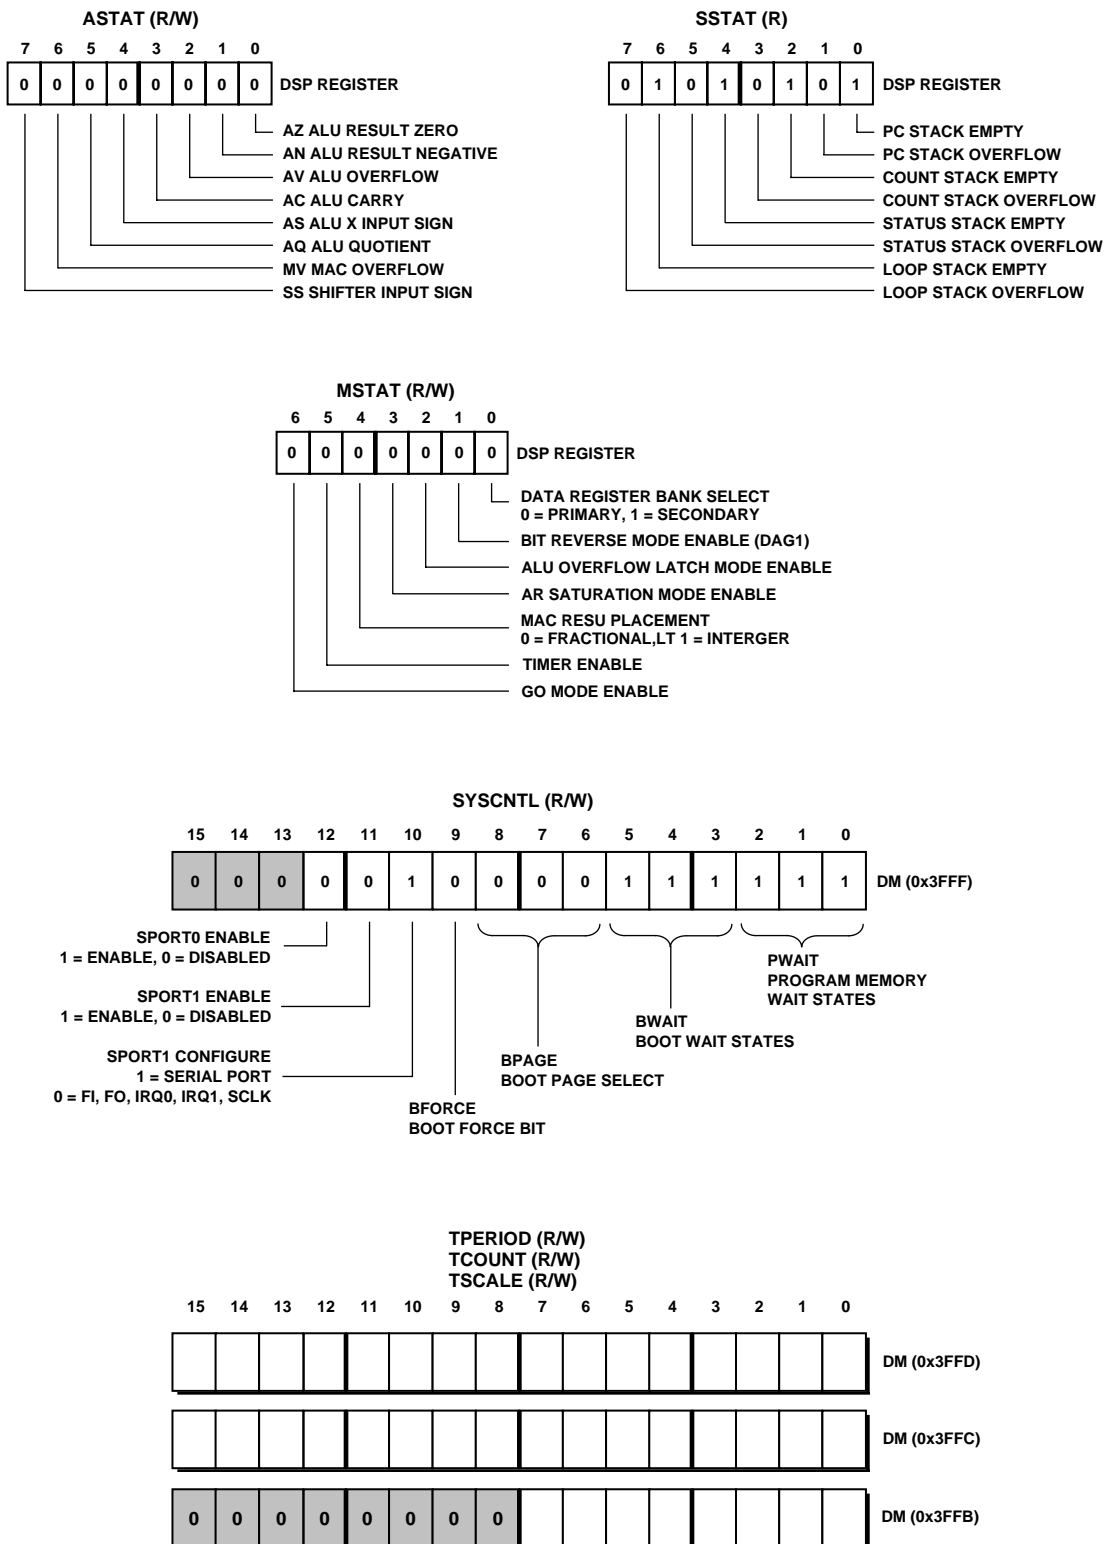 ASTAT (R/W)
7 6 5 4 3 2 1 0
0 0 0 0 0 0 0 0 DSP REGISTER
AZ ALU RESULT ZERO
AN ALU RESULT NEGATIVE
AV ALU OVERFLOW
AC ALU CARRY
AS ALU X INPUT SIGN
AQ ALU QUOTIENT
MV MAC OVERFLOW
SS SHIFTER INPUT SIGN
SSTAT (R)
7 6 5 4 3 2 1 0
0 1 0 1 0 1 0 1 DSP REGISTER
PC STACK EMPTY
PC STACK OVERFLOW
COUNT STACK EMPTY
COUNT STACK OVERFLOW
STATUS STACK EMPTY
STATUS STACK OVERFLOW
LOOP STACK EMPTY
LOOP STACK OVERFLOW
MSTAT (R/W)
6 5 4 3 2 1 0
0 0 0 0 0 0 0 DSP REGISTER
DATA REGISTER BANK SELECT
0 = PRIMARY, 1 = SECONDARY
BIT REVERSE MODE ENABLE (DAG1)
ALU OVERFLOW LATCH MODE ENABLE
AR SATURATION MODE ENABLE
MAC RESU PLACEMENT
0 = FRACTIONAL,LT 1 = INTERGER
TIMER ENABLE
GO MODE ENABLE
SYSCNTL (R/W)
15 14 13 12 11 10 9 8 7 6 5 4 3 2 1 0
0 0 0 0 0 1 0 0 0 0 1 1 1 1 1 1 DM (0x3FFF)
SPORT0 ENABLE
1 = ENABLE, 0 = DISABLED
SPORT1 ENABLE
1 = ENABLE, 0 = DISABLED
SPORT1 CONFIGURE
1 = SERIAL PORT
0 = FI, FO, IRQ0, IRQ1, SCLK
BFORCE
BOOT FORCE BIT
BPAGE
BOOT PAGE SELECT
BWAIT
BOOT WAIT STATES
PWAIT
PROGRAM MEMORY
WAIT STATES
TPERIOD (R/W)
TCOUNT (R/W)
TSCALE (R/W)
15 14 13 12 11 10 9 8 7 6 5 4 3 2 1 0
DM (0x3FFD)
DM (0x3FFC)
0 0 0 0 0 0 0 0 DM (0x3FFB)